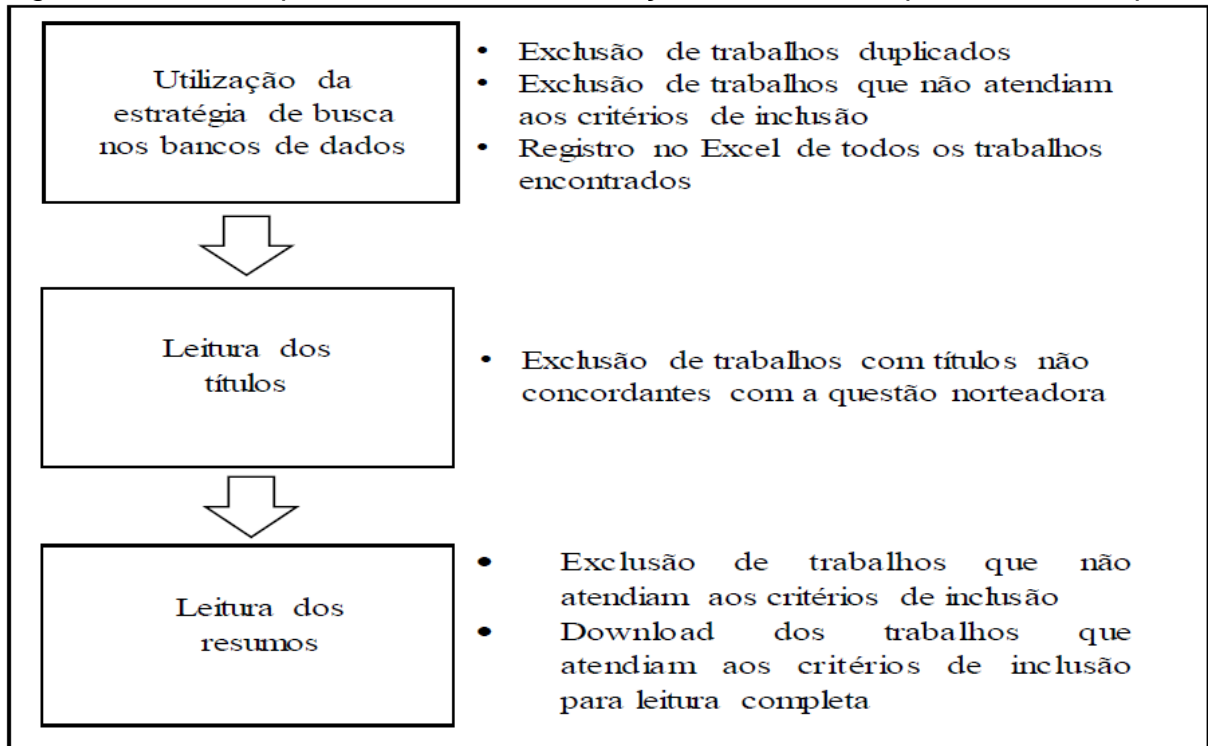 Utilização da
estratégia de busca
nos bancos de dados
• Exclusão de trabalhos duplicados
• Exclusão de trabalhos que não atendiam
aos critérios de inclusão
• Registro no Excel de todos os trabalhos
encontrados
Leitura dos
títulos
• Exclusão de trabalhos com títulos não
concordantes com a questão norteadora
Leitura dos
resumos
• Exclusão de trabalhos que não
atendiam aos critérios de inclusão
• Download dos trabalhos que
atendiam aos critérios de inclusão
para leitura completa